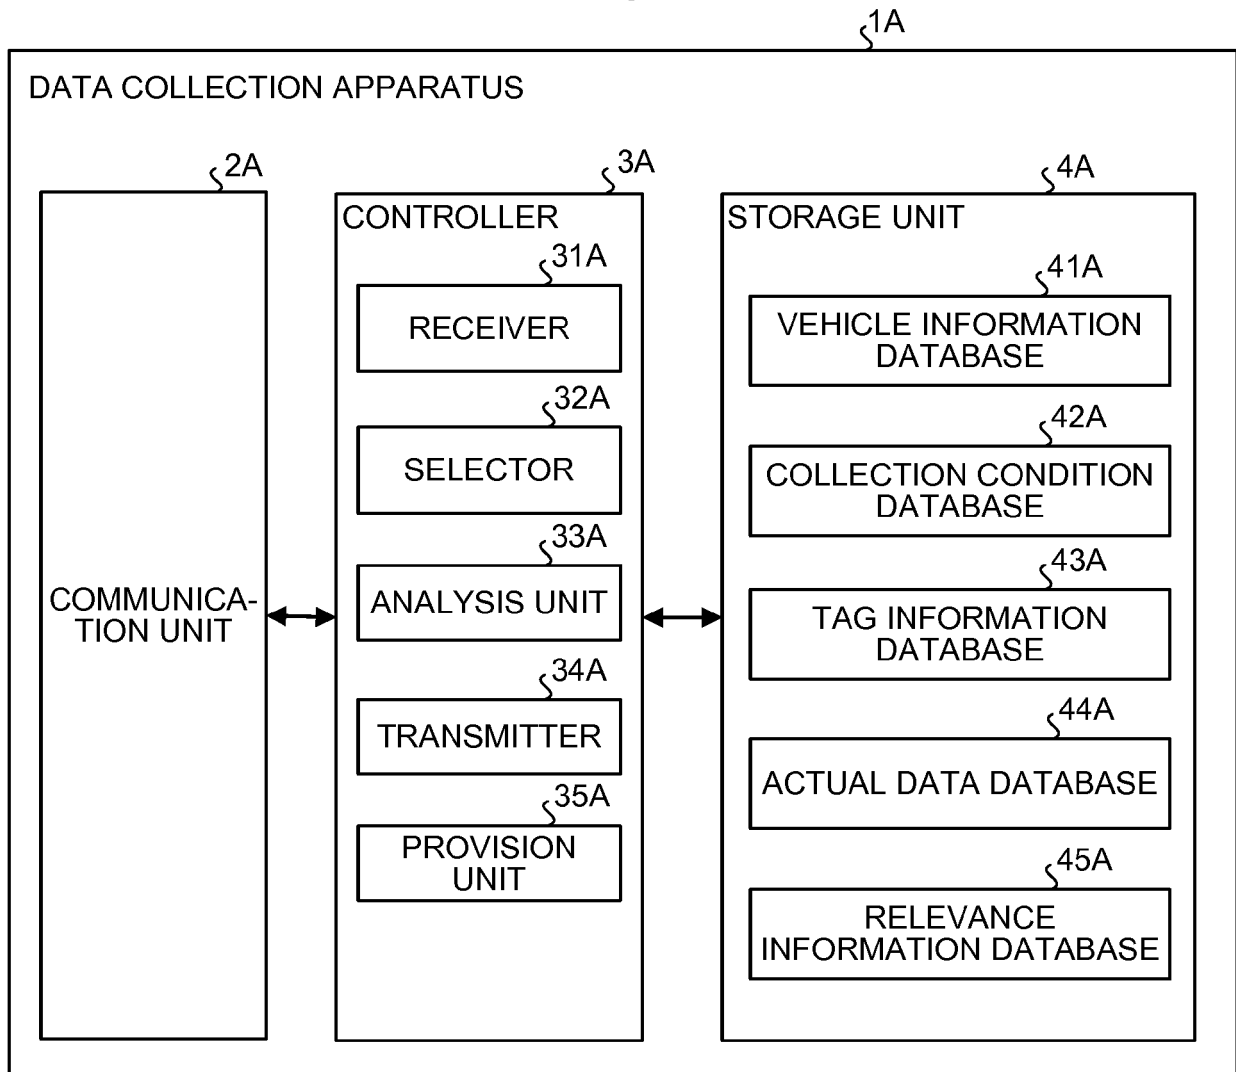 1A
DATA COLLECTION APPARATUS
2A
COMMUNICA-
TION UNIT
3A
CONTROLLER
31A
RECEIVER
32A
SELECTOR
33A
ANALYSIS UNIT
34A
TRANSMITTER
35A
PROVISION
UNIT
4A
STORAGE UNIT
41A
VEHICLE INFORMATION
DATABASE
42A
COLLECTION CONDITION
DATABASE
43A
TAG INFORMATION
DATABASE
44A
ACTUAL DATA DATABASE
45A
RELEVANCE
INFORMATION DATABASE